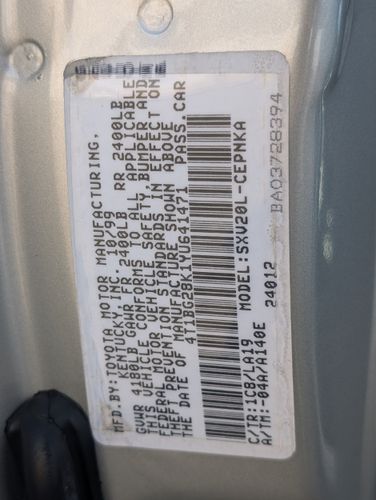 MFD.BY:TOYOTA MOTOR MANUFACTURING,
KENTUCKY, INC. 10/99
GVWR 4180LB GAWR FR 2400LB RR 2400LB
THIS VEHICLE CONFORMS TO ALL APPLICABLE
FEDERAL MOTOR VEHICLE SAFETY, BUMPER AND
THEFT PREVENTION STANDARDS IN EFFECT ON
THE DATE OF MANUFACTURE SHOWN ABOVE.
4T1BG28K1YU641471 PASS.CAR
MODEL:SXV20L-CEPNKA
24012
C/TR:1C8/LA19
A/TM:-04A/A140E
BA03728394